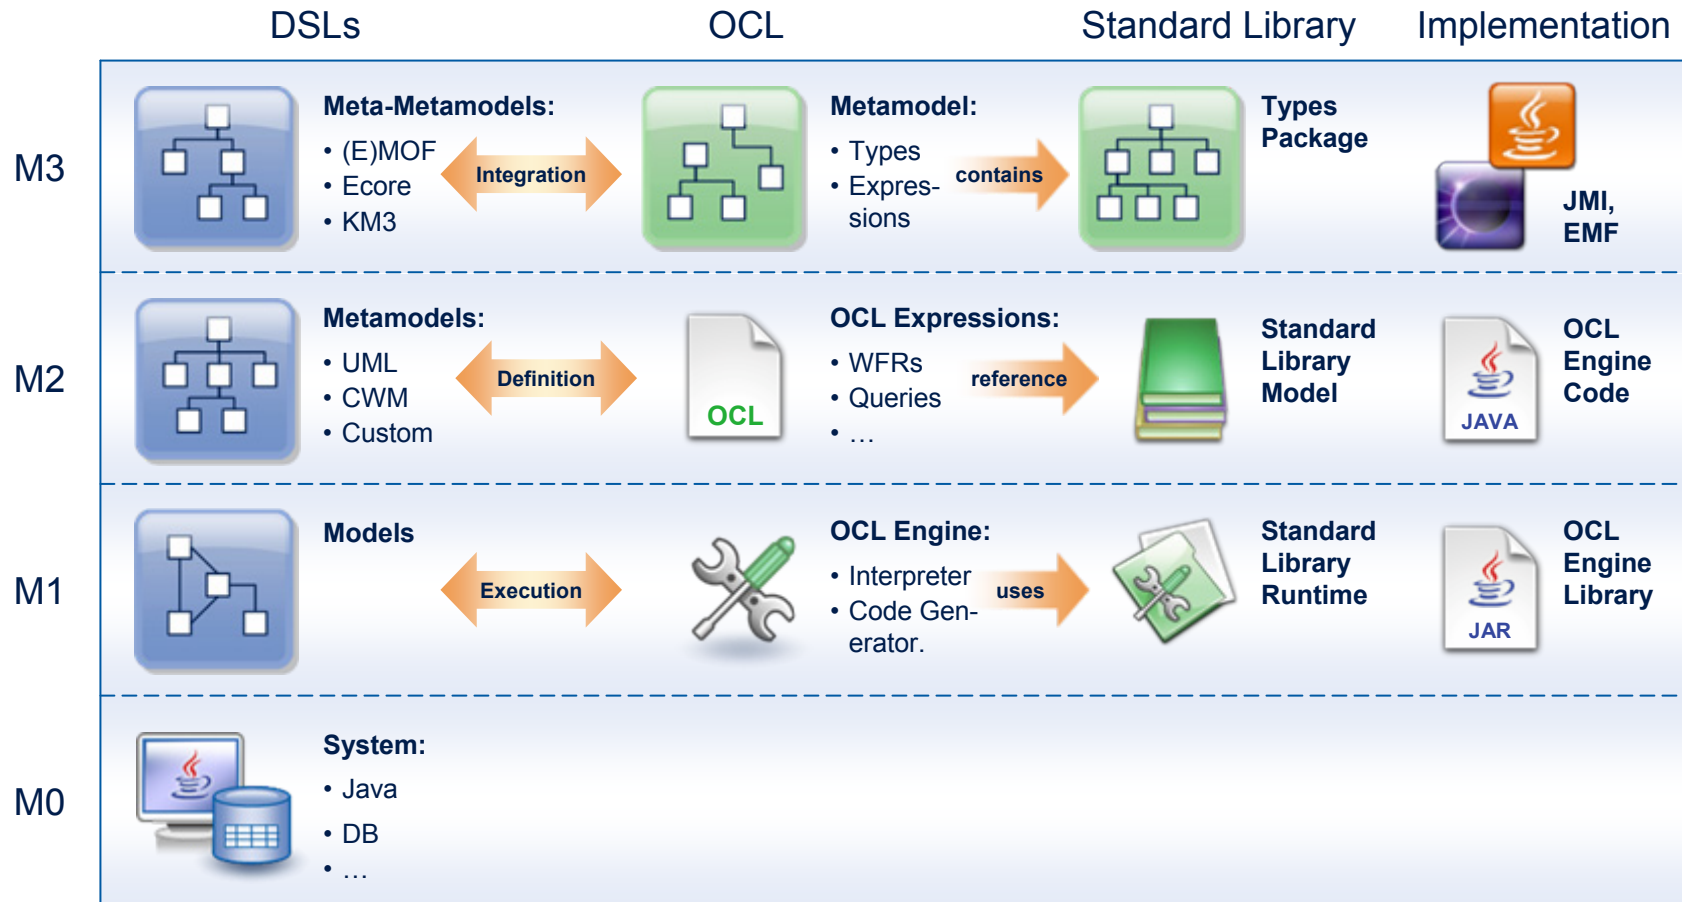 DSLs
OCL
Standard Library
Implementation
M3
Meta-Metamodels:
• (E)MOF
• Ecore
• KM3
Integration
Metamodel:
• Types
• Expres-
sions
contains
Types
Package
JMI,
EMF
M2
Metamodels:
• UML
• CWM
• Custom
Definition
OCL
OCL Expressions:
• WFRs
• Queries
• …
reference
Standard
Library
Model
JAVA
OCL
Engine
Code
M1
Models
Execution
OCL Engine:
• Interpreter
• Code Gen-
erator.
uses
Standard
Library
Runtime
JAR
OCL
Engine
Library
M0
System:
• Java
• DB
• …